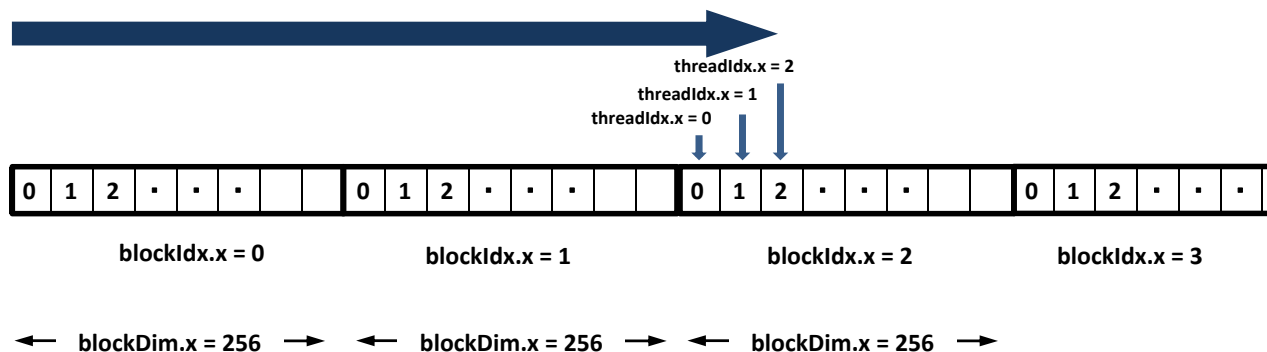 threadIdx.x = 2
threadIdx.x = 1
threadIdx.x = 0
0 1 2 . . . 0 1 2 . . . 0 1 2 . . . 0 1 2 . . .
blockIdx.x = 0 blockIdx.x = 1 blockIdx.x = 2 blockIdx.x = 3
blockDim.x = 256 blockDim.x = 256 blockDim.x = 256